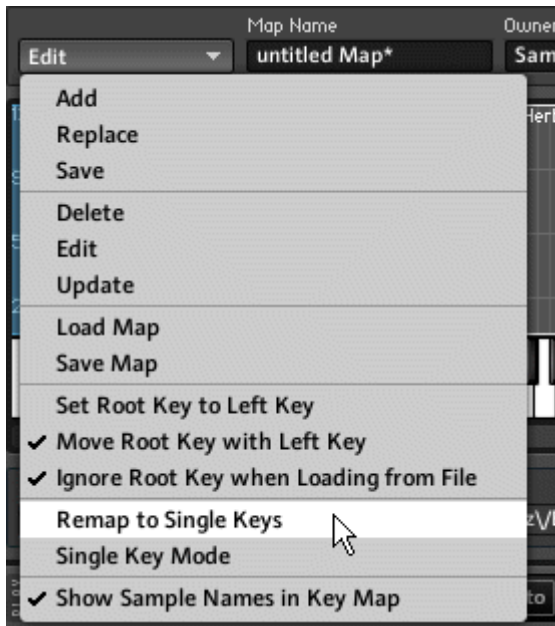 Map Name
Owner
Edit
untitled Map*
Sam
Add
Replace
Save
Delete
Edit
Update
Load Map
Save Map
Set Root Key to Left Key
Move Root Key with Left Key
Ignore Root Key when Loading from File
Remap to Single Keys
Single Key Mode
Show Sample Names in Key Map